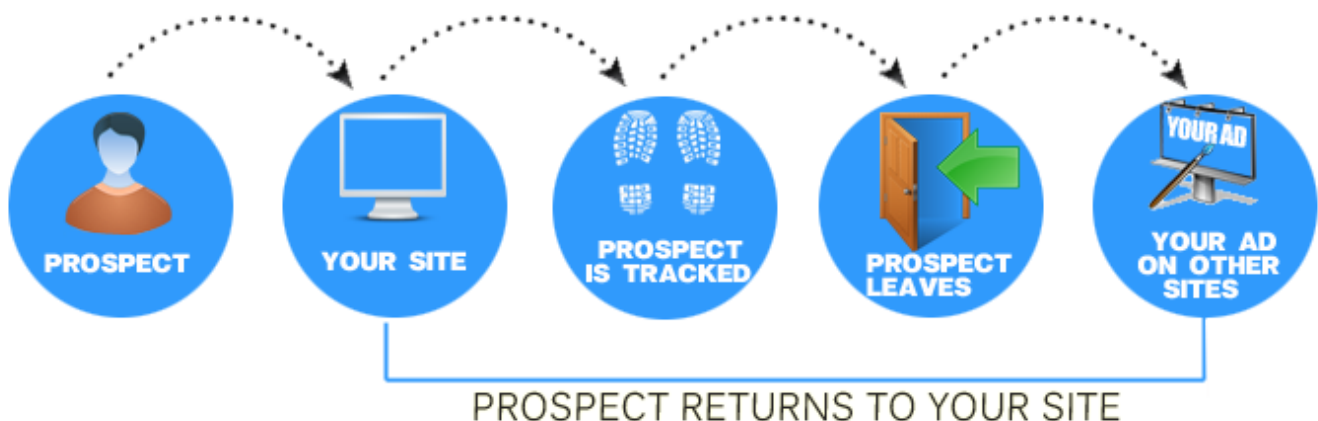 PROSPECT
YOUR SITE
PROSPECT
IS TRACKED
PROSPECT
LEAVES
YOUR AD
YOUR AD
ON OTHER
SITES
PROSPECT RETURNS TO YOUR SITE